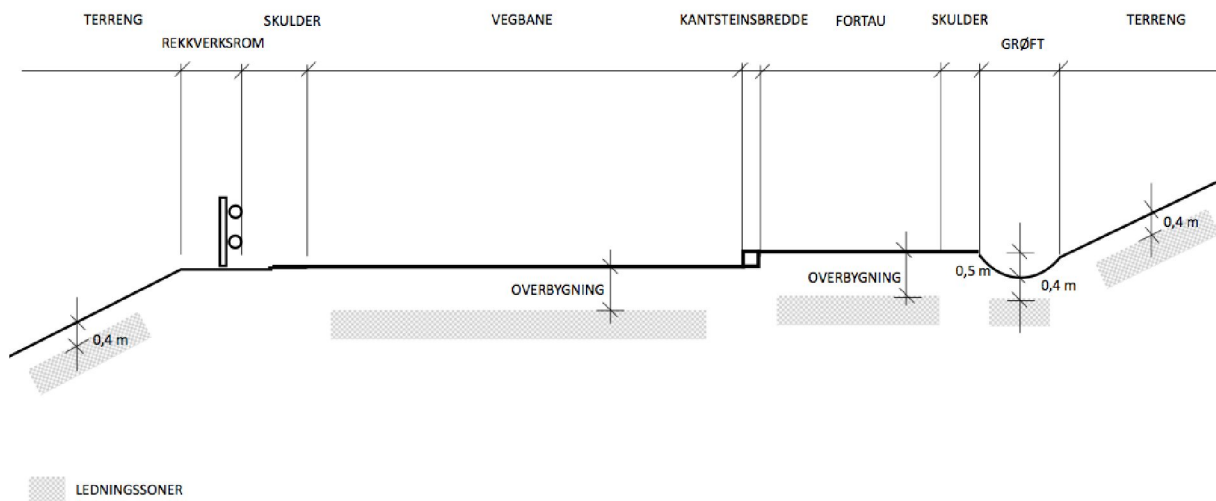 TERRENG
SKULDER
VEGBANE
KANTSTEINSBREDDE
FORTAU
SKULDER
TERRENG
REKKVERKSROM
GRØFT
0,4 m
OVERBYGNING
0,5 m
0,4 m
OVERBYGNING
0,4 m
LEDNINGSSONER